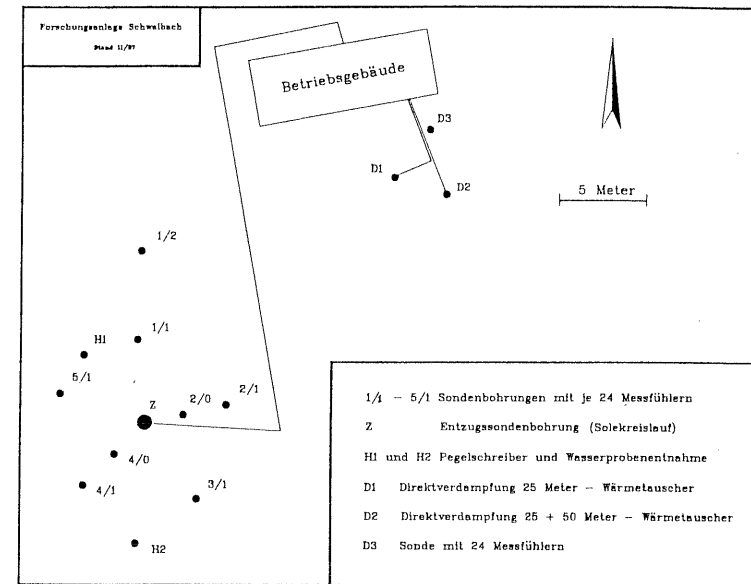 Forschungsanlage Schwalbach
Stand 11/87
Betriebsgebäude
D3
D1
D2
5 Meter
1/2
1/1
H1
5/1
Z
2/0
2/1
4/0
4/1
3/1
H2
1/1 - 5/1 Sondenbohrungen mit je 24 Messfühlern
Z Entzugssondenbohrung (Solekreislauf)
H1 und H2 Pegelschreiber und Wasserprobenentnahme
D1 Direktverdampfung 25 Meter - Wärmetauscher
D2 Direktverdampfung 25 + 50 Meter - Wärmetauscher
D3 Sonde mit 24 Messfühlern